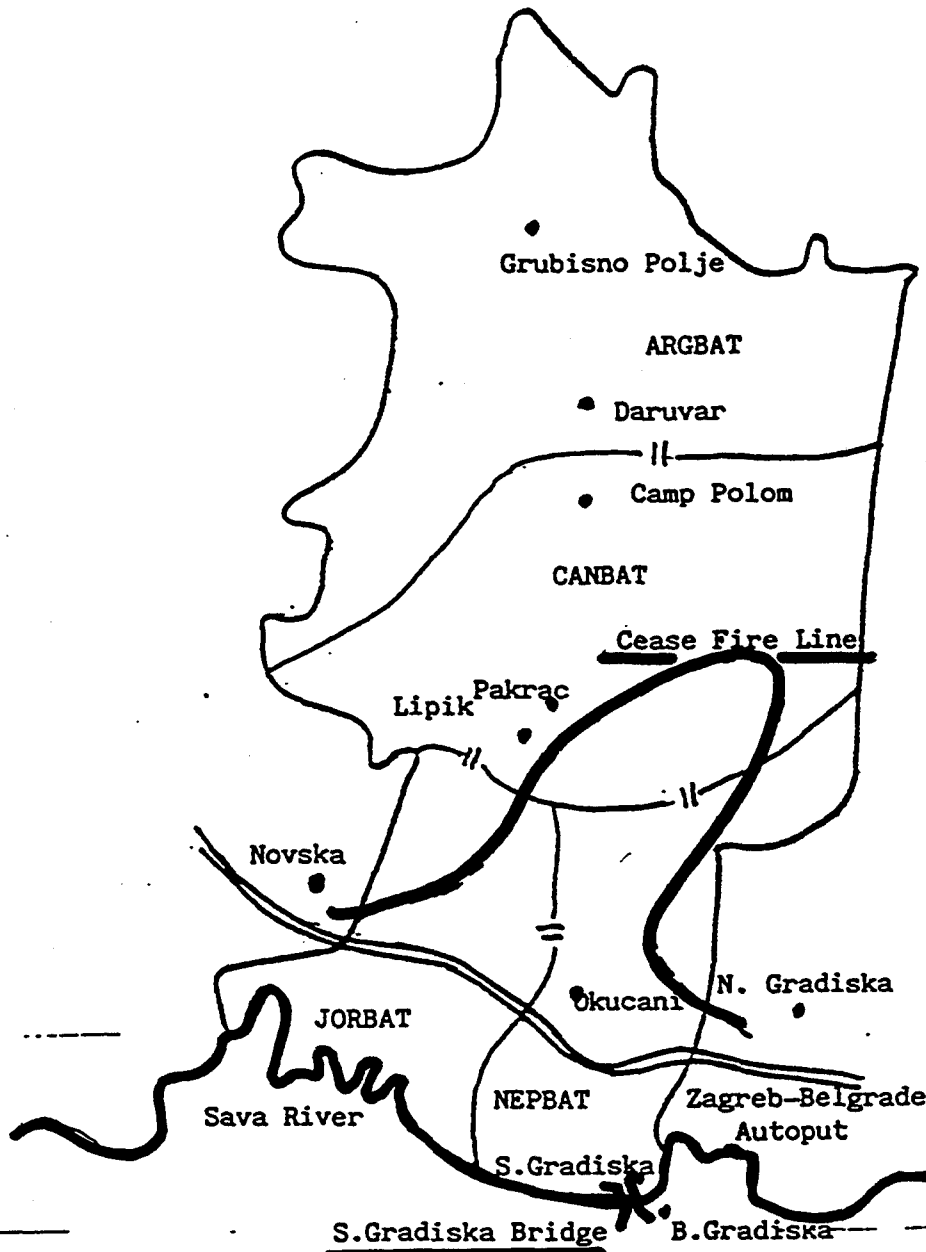 Grubisno Polje
ARGBAT
Daruvar
Camp Polom
CANBAT
Cease Fire Line
Pakrac
Lipik
Novska
N. Gradiska
Okucani
JORBAT
NEPBAT
Zagreb-Belgrade
Autoput
Sava River
S.Gradiska
S.Gradiska Bridge
B.Gradiska